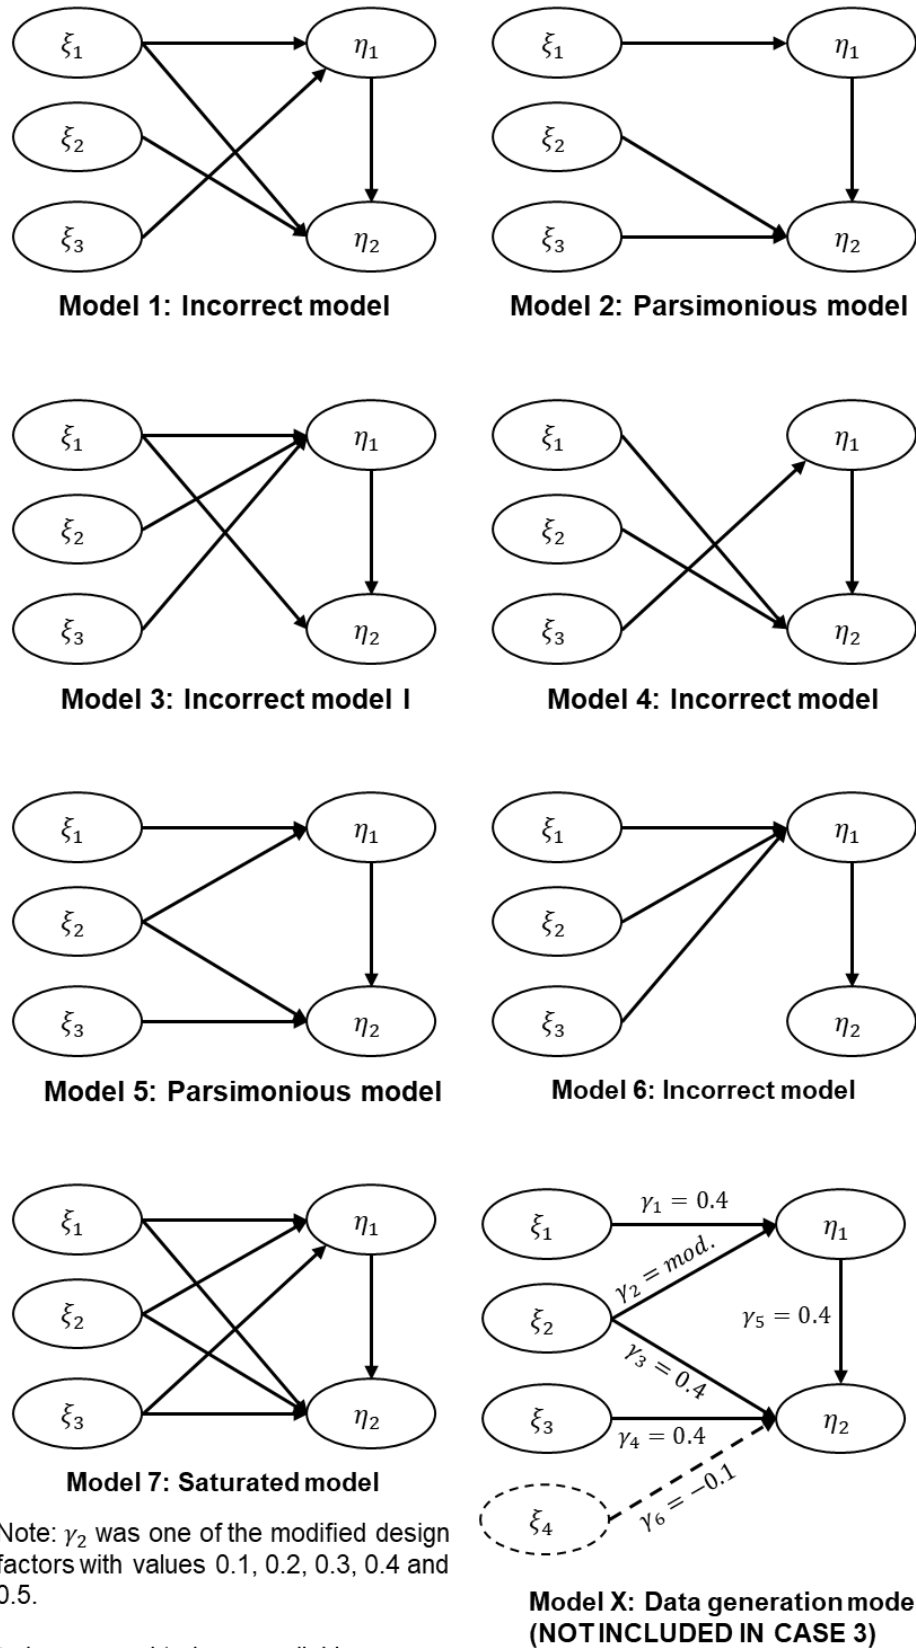 ξ₁ η₁
ξ₂
ξ₃ η₂
Model 1: Incorrect model
ξ₁ η₁
ξ₂
ξ₃ η₂
Model 2: Parsimonious model
ξ₁ η₁
ξ₂
ξ₃ η₂
Model 3: Incorrect model I
ξ₁ η₁
ξ₂
ξ₃ η₂
Model 4: Incorrect model
ξ₁ η₁
ξ₂
ξ₃ η₂
Model 5: Parsimonious model
ξ₁ η₁
ξ₂
ξ₃ η₂
Model 6: Incorrect model
ξ₁ η₁
ξ₂
ξ₃ η₂
Model 7: Saturated model
Note: γ₂ was one of the modified design
factors with values 0.1, 0.2, 0.3, 0.4 and
0.5.
ξ₁ γ₁ = 0.4 η₁
γ₂ = mod.
ξ₂ γ₅ = 0.4
γ₃ = 0.4
ξ₃ γ₄ = 0.4 η₂
ξ₄ γ₆ = −0.1
Model X: Data generation mode
(NOT INCLUDED IN CASE 3)